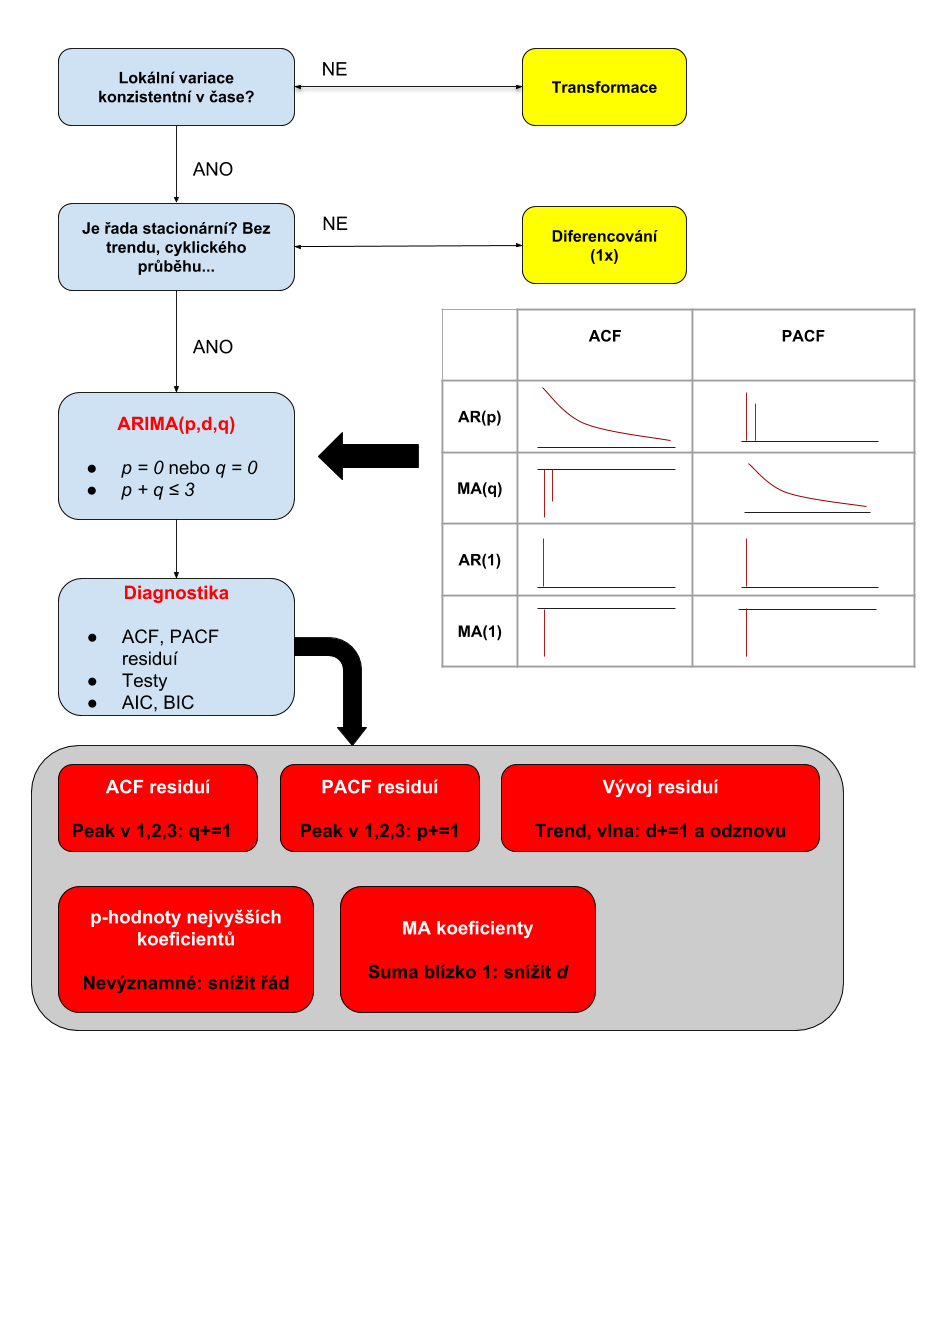 Lokální variace
konzistentní v čase?
NE
Transformace
ANO
Je řada stacionární? Bez
trendu, cyklického
průběhu...
NE
Diferencování
(1x)
ANO
ARIMA(p,d,q)
● p = 0 nebo q = 0
● p + q ≤ 3
ACF PACF
AR(p)
MA(q)
AR(1)
MA(1)
Diagnostika
● ACF, PACF
residuí
● Testy
● AIC, BIC
ACF residuí
Peak v 1,2,3: q+=1
PACF residuí
Peak v 1,2,3: p+=1
Vývoj residuí
Trend, vlna: d+=1 a odznovu
p-hodnoty nejvyšších
koeficientů
Nevýznamné: snížit řád
MA koeficienty
Suma blízko 1: snížit d